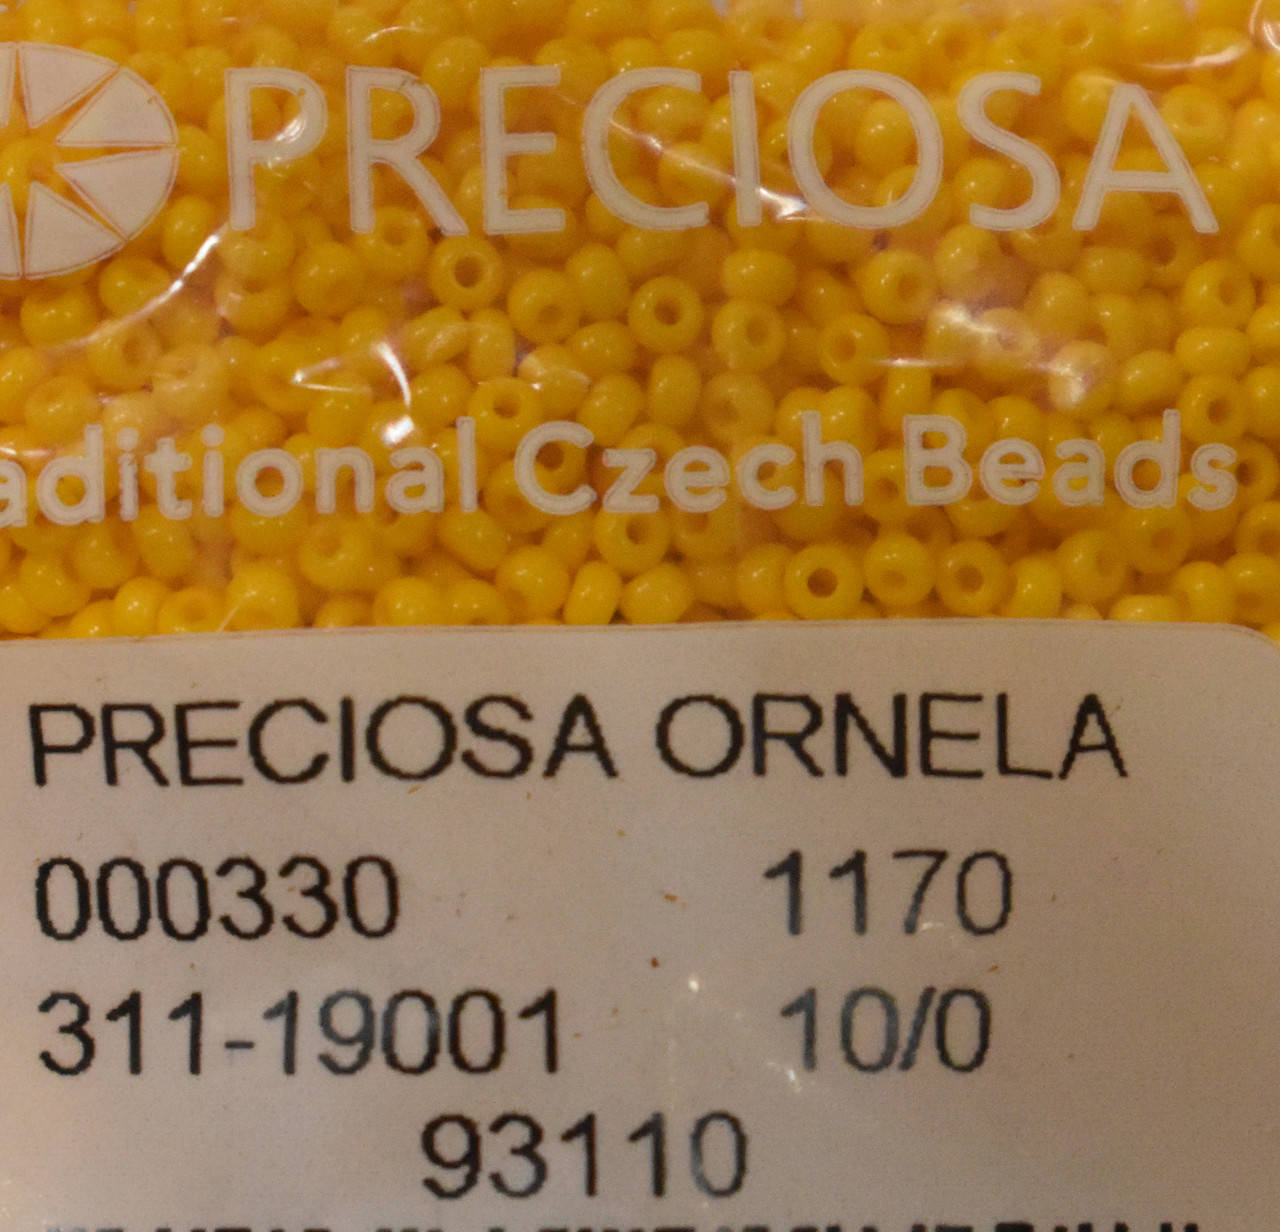 PRECIOSA
aditional Czech Beads
PRECIOSA ORNELA
000330 1170
311-19001 10/0
93110